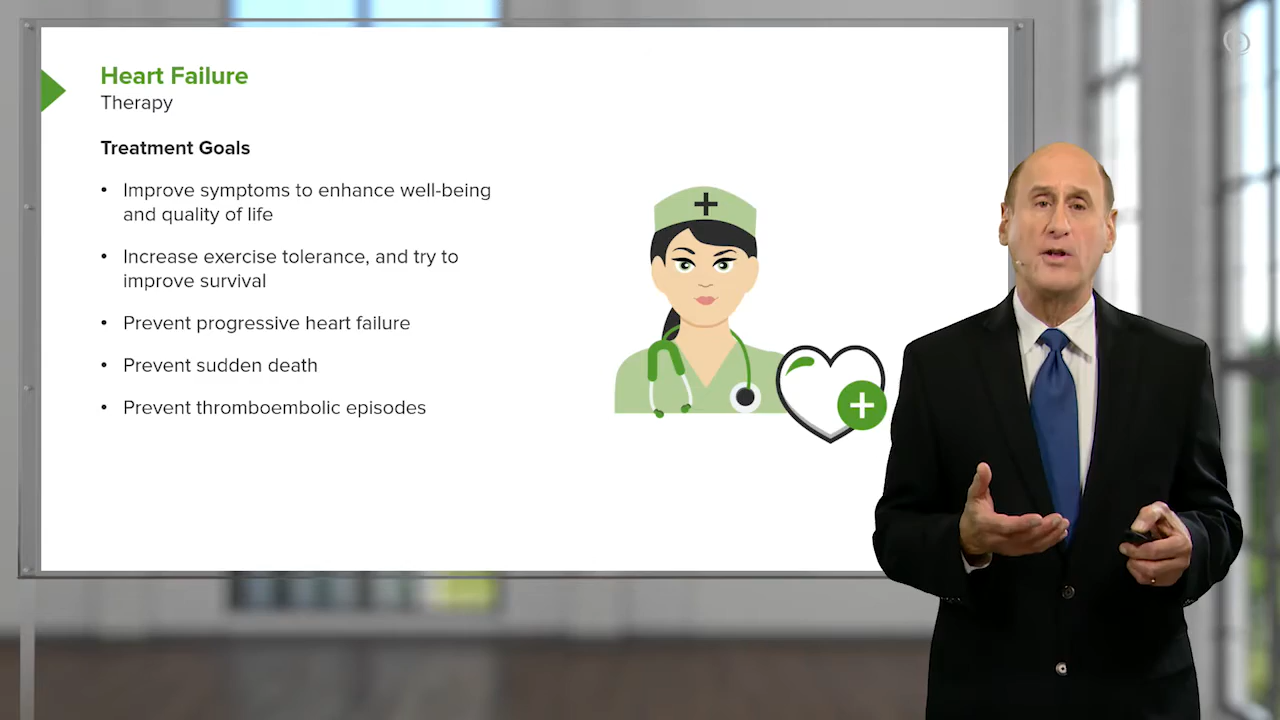 Heart Failure
Therapy
Treatment Goals
• Improve symptoms to enhance well-being
and quality of life
• Increase exercise tolerance, and try to
improve survival
• Prevent progressive heart failure
• Prevent sudden death
• Prevent thromboembolic episodes